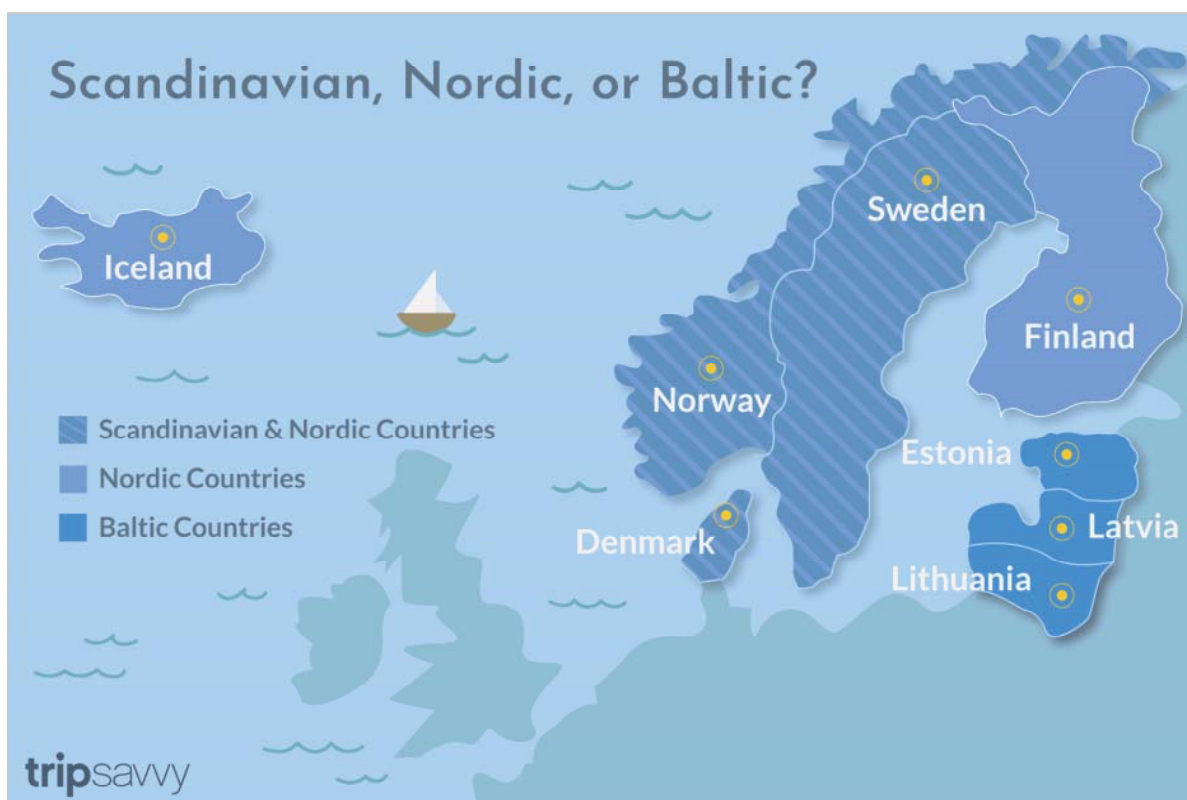 Scandinavian, Nordic, or Baltic?
Sweden
Iceland
Finland
Norway
Scandinavian & Nordic Countries
Estonia
Nordic Countries
Baltic Countries
Denmark
Latvia
Lithuania
tripsavvy